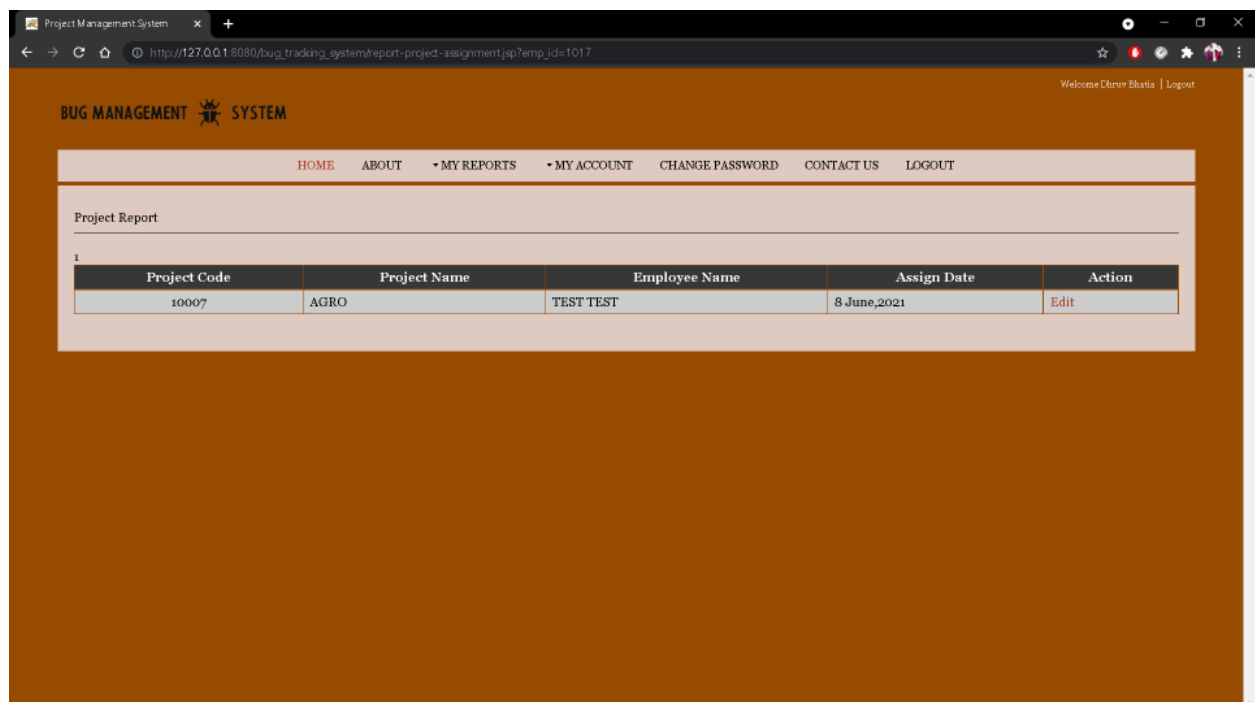 Project Management System
http://127.0.0.1:8080/bug_tracking_system/report-project-assignment.jsp?emp_id=1017
Welcome Dhruv Bhatia | Logout
BUG MANAGEMENT SYSTEM
HOME ABOUT MY REPORTS MY ACCOUNT CHANGE PASSWORD CONTACT US LOGOUT
Project Report
1
Project Code Project Name Employee Name Assign Date Action
10007 AGRO TEST TEST 8 June,2021 Edit